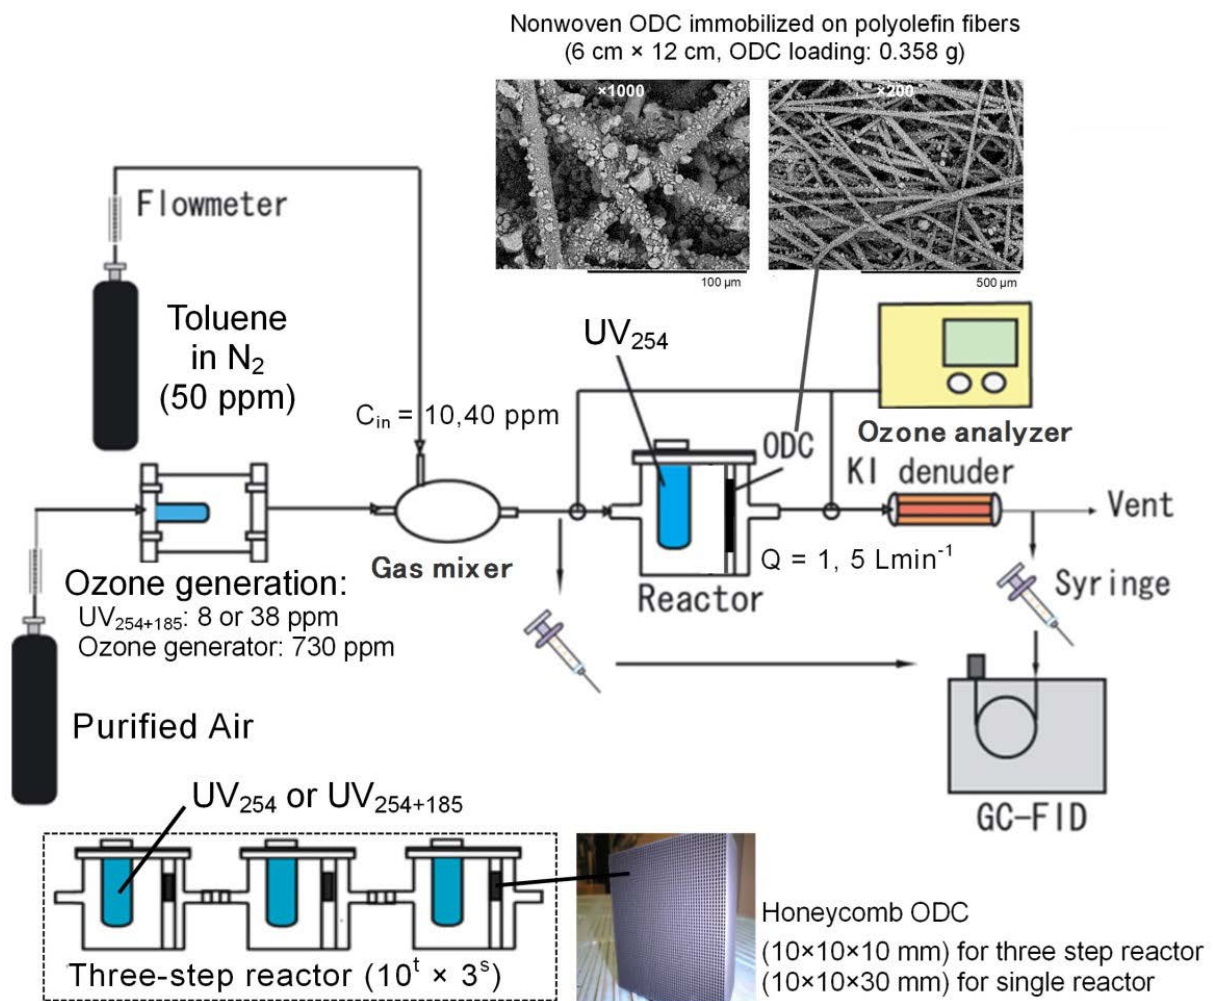 Nonwoven ODC immobilized on polyolefin fibers
(6 cm × 12 cm, ODC loading: 0.358 g)
×1000
×200
100 µm
500 µm
Flowmeter
Toluene
in N₂
(50 ppm)
UV₂₅₄
Cᵢₙ = 10,40 ppm
ODC
Ozone analyzer
KI denuder
Vent
Gas mixer
Q = 1, 5 Lmin⁻¹
Reactor
Syringe
Ozone generation:
UV₂₅₄₊₁₈₅: 8 or 38 ppm
Ozone generator: 730 ppm
Purified Air
GC-FID
UV₂₅₄ or UV₂₅₄₊₁₈₅
Three-step reactor (10ᵗ × 3ˢ)
Honeycomb ODC
(10×10×10 mm) for three step reactor
(10×10×30 mm) for single reactor